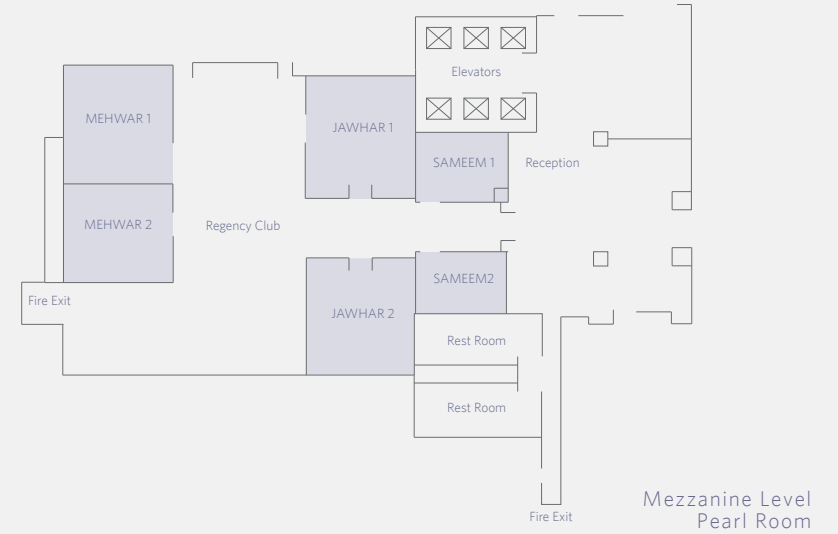 Elevators
MEHWAR 1
JAWHAR 1
SAMEEM 1
Reception
MEHWAR 2
Regency Club
SAMEEM2
Fire Exit
JAWHAR 2
Rest Room
Rest Room
Fire Exit
Mezzanine Level
Pearl Room